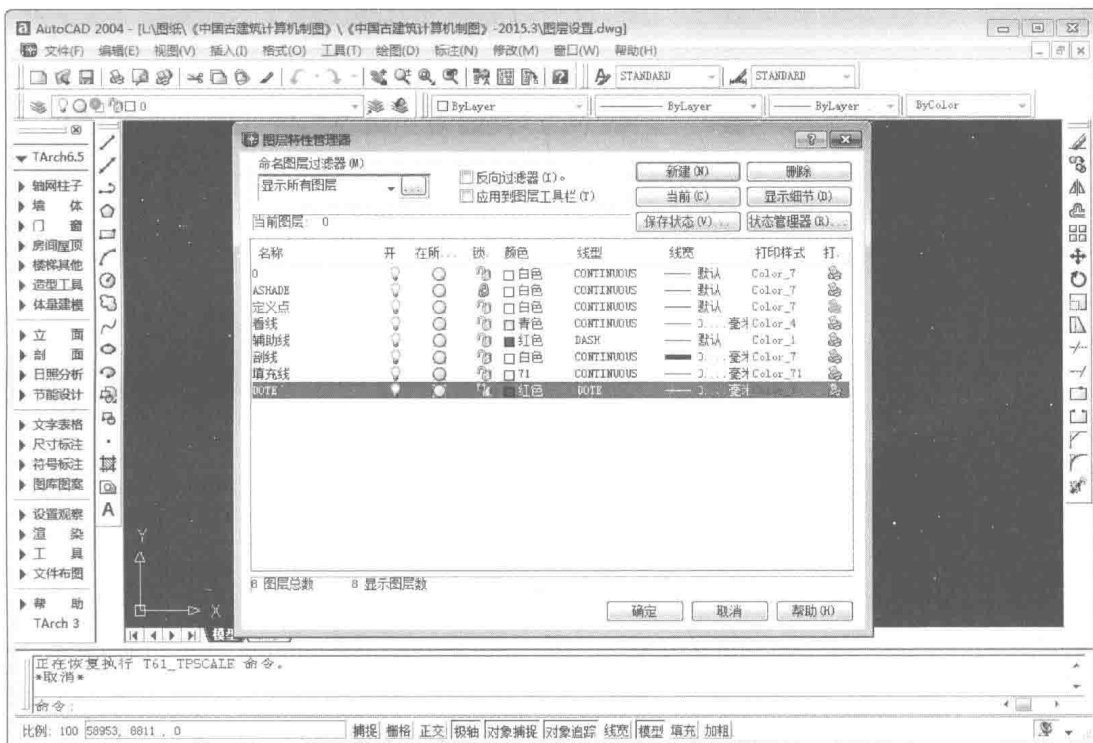 AutoCAD 2004 - [L:\图纸\《中国古建筑计算机制图》\《中国古建筑计算机制图》-2015.3\图层设置.dwg]
文件(F) 编辑(E) 视图(V) 插入(I) 格式(O) 工具(T) 绘图(D) 标注(N) 修改(M) 窗口(W) 帮助(H)
STANDARD STANDARD
0 ByLayer ByLayer ByLayer ByColor
TArch6.5
轴网柱子
墙 体
门 窗
房间屋顶
楼梯其他
造型工具
体量建模
立 面
剖 面
日照分析
节能设计
文字表格
尺寸标注
符号标注
图库图案
设置观察
渲 染
工 具
文件布图
帮 助
TArch 3
A
图层特性管理器
命名图层过滤器(M)
显示所有图层
反向过滤器(I)。
应用到图层工具栏(T)
新建(N) 删除
当前(C) 显示细节(D)
保存状态(V)... 状态管理器(R)...
当前图层: 0
名称 开 在所... 锁. 颜色 线型 线宽 打印样式 打.
0 白色 CONTINUOUS 默认 Color_7
ASHADE 白色 CONTINUOUS 默认 Color_7
定义点 白色 CONTINUOUS 默认 Color_7
看线 青色 CONTINUOUS 毫米 Color_4
辅助线 红色 DASH 默认 Color_1
剖线 白色 CONTINUOUS 毫米 Color_7
填充线 71 CONTINUOUS 毫米 Color_71
DOTE 红色 DOTE 毫米
8 图层总数 8 显示图层数
确定 取消 帮助(H)
Y
X
模型
正在恢复执行 T61_TPSCALE 命令。
*取消*
命令:
比例: 100 58953, 8811 , 0 捕捉 栅格 正交 极轴 对象捕捉 对象追踪 线宽 模型 填充 加粗